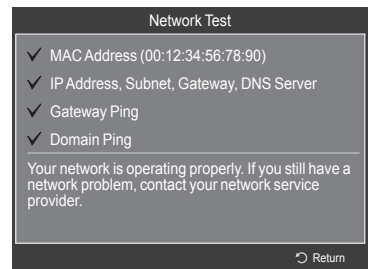 Network Test
MAC Address (00:12:34:56:78:90)
IP Address, Subnet, Gateway, DNS Server
Gateway Ping
Domain Ping
Your network is operating properly. If you still have a
network problem, contact your network service
provider.
Return